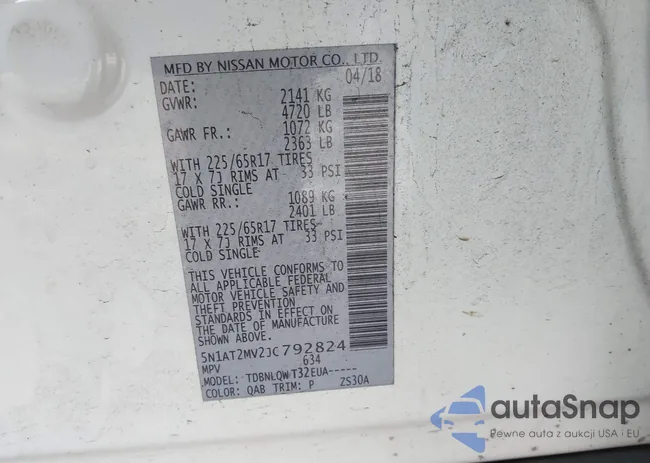 MFD BY NISSAN MOTOR CO., LTD.
DATE: 04/18
GVWR: 2141 KG
4720 LB
GAWR FR.: 1072 KG
2363 LB
WITH 225/65R17 TIRES
17 X 7J RIMS AT 33 PSI
COLD SINGLE
GAWR RR.: 1089 KG
2401 LB
WITH 225/65R17 TIRES
17 X 7J RIMS AT 33 PSI
COLD SINGLE
THIS VEHICLE CONFORMS TO
ALL APPLICABLE FEDERAL
MOTOR VEHICLE SAFETY AND
THEFT PREVENTION
STANDARDS IN EFFECT ON
THE DATE OF MANUFACTURE
SHOWN ABOVE.
5N1AT2MV2JC792824
MPV 634
MODEL: TDBNLQW T32EUA-----
COLOR: QAB TRIM: P ZS30A
autaSnap
Pewne auta z aukcji USA i EU